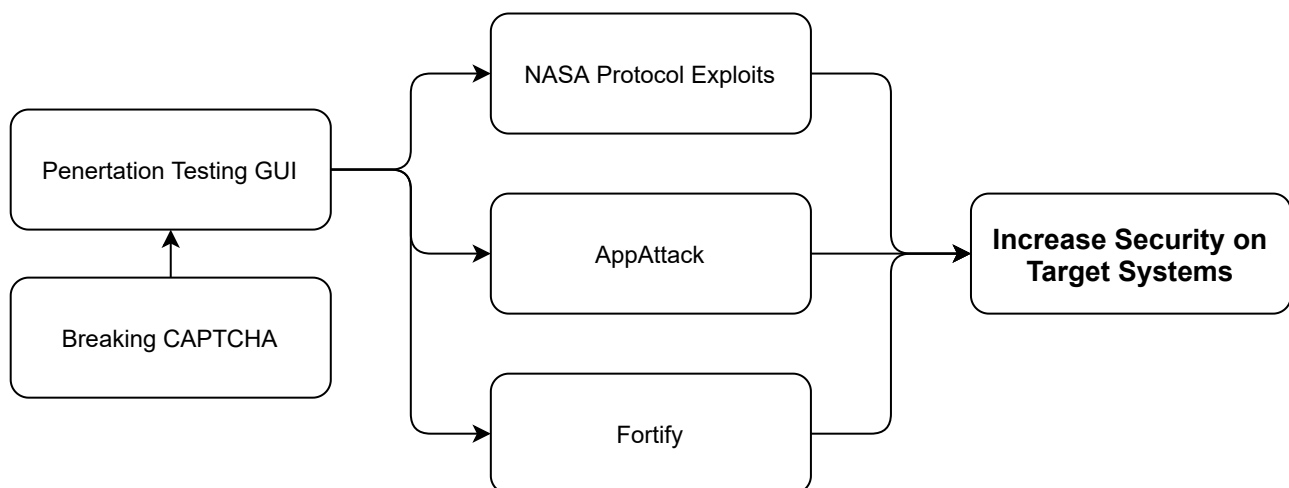 NASA Protocol Exploits
Penertation Testing GUI
AppAttack
Increase Security on
Target Systems
Breaking CAPTCHA
Fortify